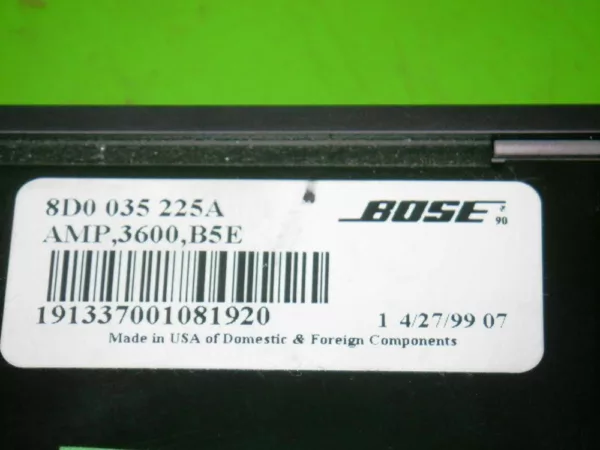 8D0 035 225A
BOSE
AMP,3600,B5E
191337001081920
1 4/27/99 07
Made in USA of Domestic & Foreign Components